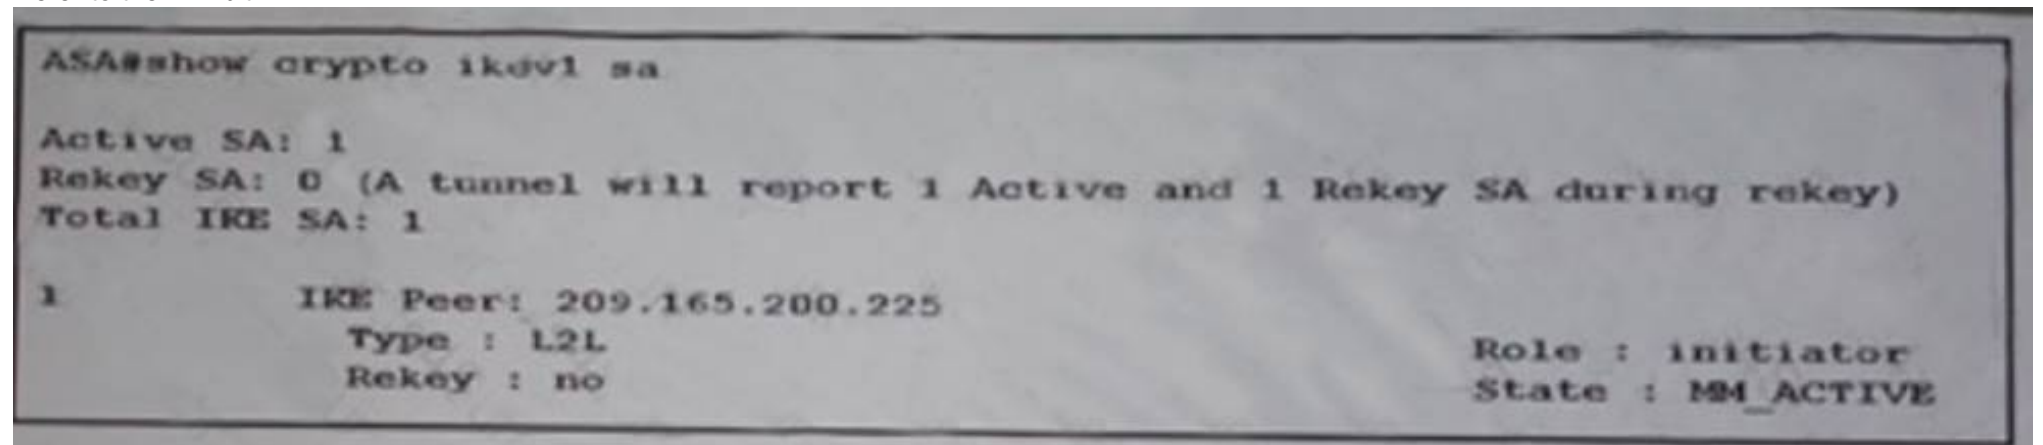 ASA#show crypto ikev1 sa
Active SA: 1
Rekey SA: 0 (A tunnel will report 1 Active and 1 Rekey SA during rekey)
Total IKE SA: 1
1 IKE Peer: 209.165.200.225
Type : L2L Role : initiator
Rekey : no State : MM_ACTIVE